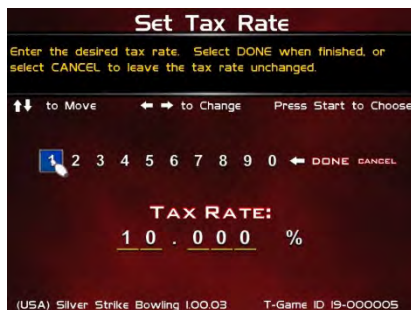 Set Tax Rate
Enter the desired tax rate. Select DONE when finished, or
select CANCEL to leave the tax rate unchanged.
↑↓ to Move ← → to Change Press Start to Choose
1 2 3 4 5 6 7 8 9 0 ← DONE CANCEL
TAX RATE:
10.000 %
(USA) Silver Strike Bowling 1.00.03 T-Game ID 19-000005